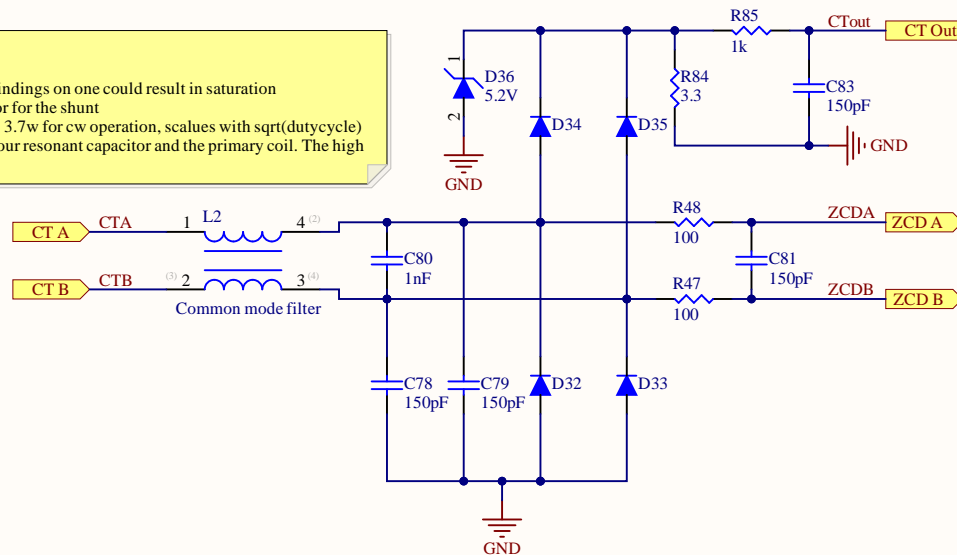 indings on one could result in saturation
or for the shunt
3.7w for cw operation, scalues with sqrt(dutycycle)
our resonant capacitor and the primary coil. The high
R85
1k
CTout
CT Out
1
D36
5.2V
2
GND
D34
D35
R84
3.3
C83
150pF
GND
CT A
CTA
1
L2
4
(2)
CT B
CTB
(3)
2
3
(4)
Common mode filter
C80
1nF
R48
100
ZCDA
ZCD A
C81
150pF
R47
100
ZCDB
ZCD B
C78
150pF
C79
150pF
D32
D33
GND